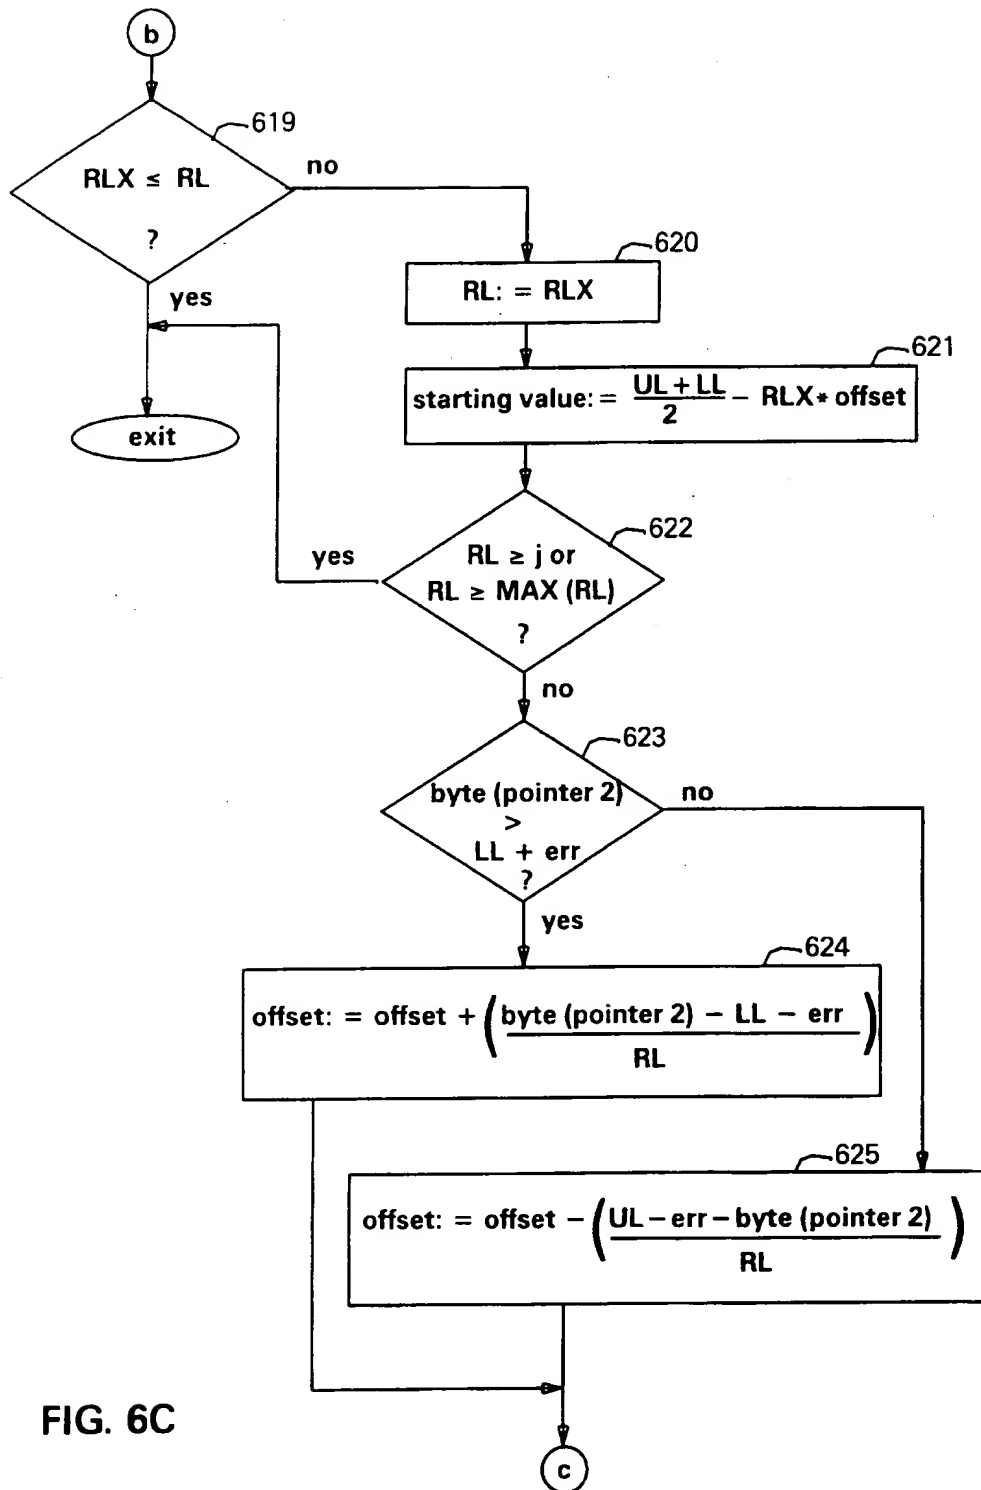 b
619
RLX ≤ RL
?
no
yes
620
RL: = RLX
621
starting value: = UL + LL
2
– RLX * offset
exit
622
yes
RL ≥ j or
RL ≥ MAX (RL)
?
no
623
byte (pointer 2)
>
LL + err
?
no
yes
624
offset: = offset + ( byte (pointer 2) – LL – err )
RL
625
offset: = offset – ( UL – err – byte (pointer 2) )
RL
FIG. 6C
c